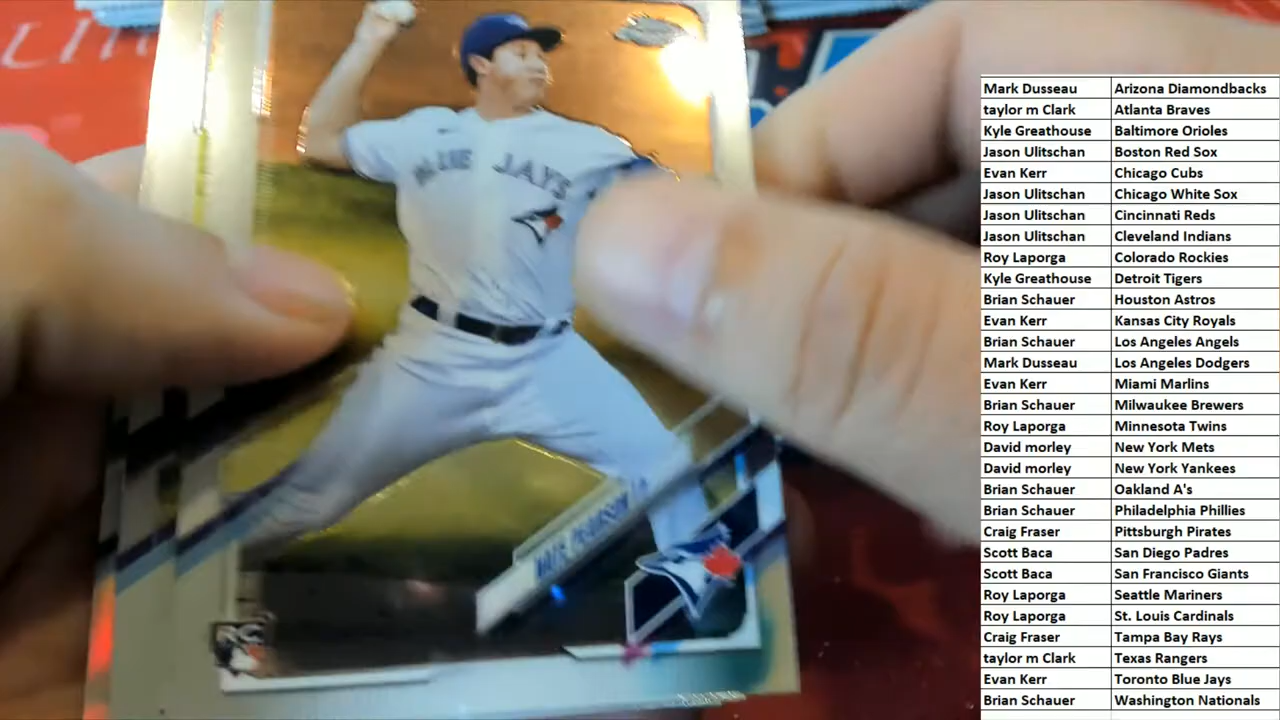 BLUE JAYS
RC
Mark Dusseau Arizona Diamondbacks
taylor m Clark Atlanta Braves
Kyle Greathouse Baltimore Orioles
Jason Ulitschan Boston Red Sox
Evan Kerr Chicago Cubs
Jason Ulitschan Chicago White Sox
Jason Ulitschan Cincinnati Reds
Jason Ulitschan Cleveland Indians
Roy Laporga Colorado Rockies
Kyle Greathouse Detroit Tigers
Brian Schauer Houston Astros
Evan Kerr Kansas City Royals
Brian Schauer Los Angeles Angels
Mark Dusseau Los Angeles Dodgers
Evan Kerr Miami Marlins
Brian Schauer Milwaukee Brewers
Roy Laporga Minnesota Twins
David morley New York Mets
David morley New York Yankees
Brian Schauer Oakland A's
Brian Schauer Philadelphia Phillies
Craig Fraser Pittsburgh Pirates
Scott Baca San Diego Padres
Scott Baca San Francisco Giants
Roy Laporga Seattle Mariners
Roy Laporga St. Louis Cardinals
Craig Fraser Tampa Bay Rays
taylor m Clark Texas Rangers
Evan Kerr Toronto Blue Jays
Brian Schauer Washington Nationals